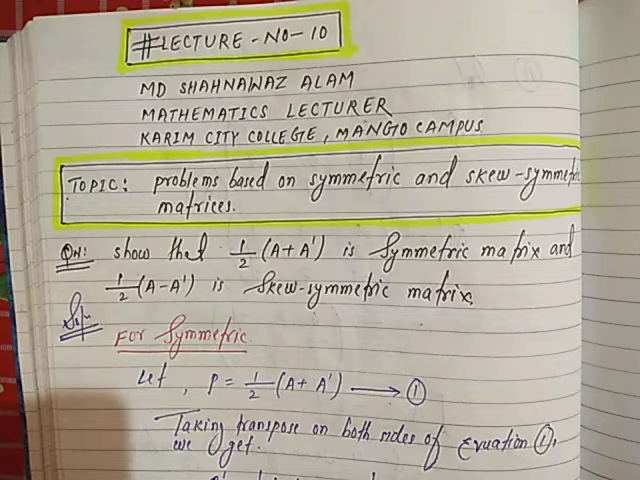 #LECTURE-NO-10
MD SHAHNAWAZ ALAM
MATHEMATICS LECTURER
KARIM CITY COLLEGE, MANGO CAMPUS
TOPIC: problems based on symmetric and skew-symmetric
matrices.
QN: show that 1/2 (A+A') is Symmetric matrix and
1/2 (A-A') is Skew-symmetric matrix.
Sol:
For Symmetric
Let, P = 1/2 (A+A') → ①
Taking transpose on both sides of Equation ①,
we get.